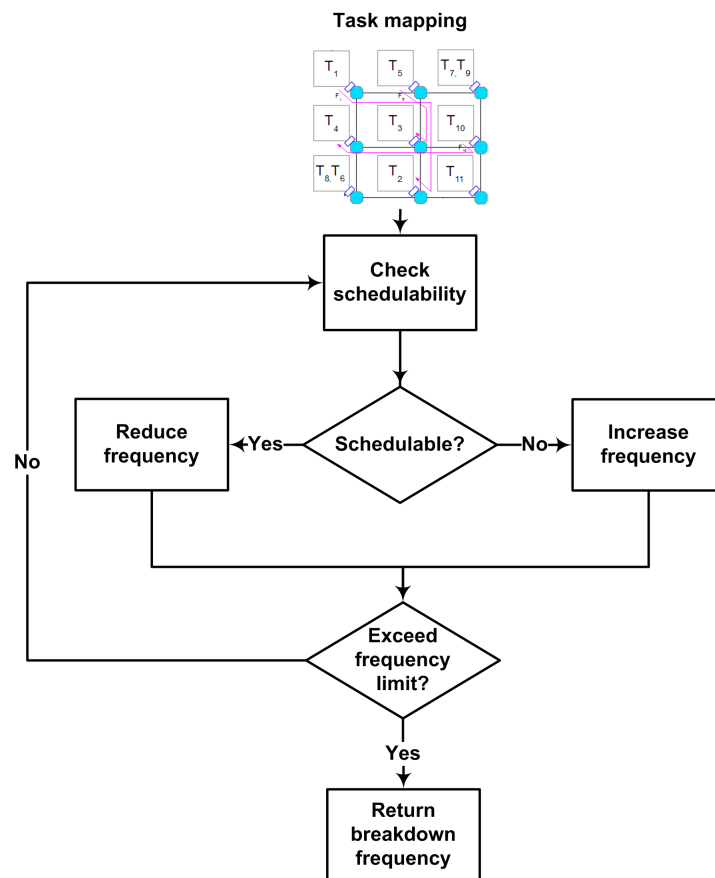 Task mapping
T1
T5
T7, T9
F1
T4
T3
T10
T8, T6
T2
T11
Check
schedulability
Reduce
frequency
Yes
Schedulable?
No
Increase
frequency
No
Exceed
frequency
limit?
Yes
Return
breakdown
frequency